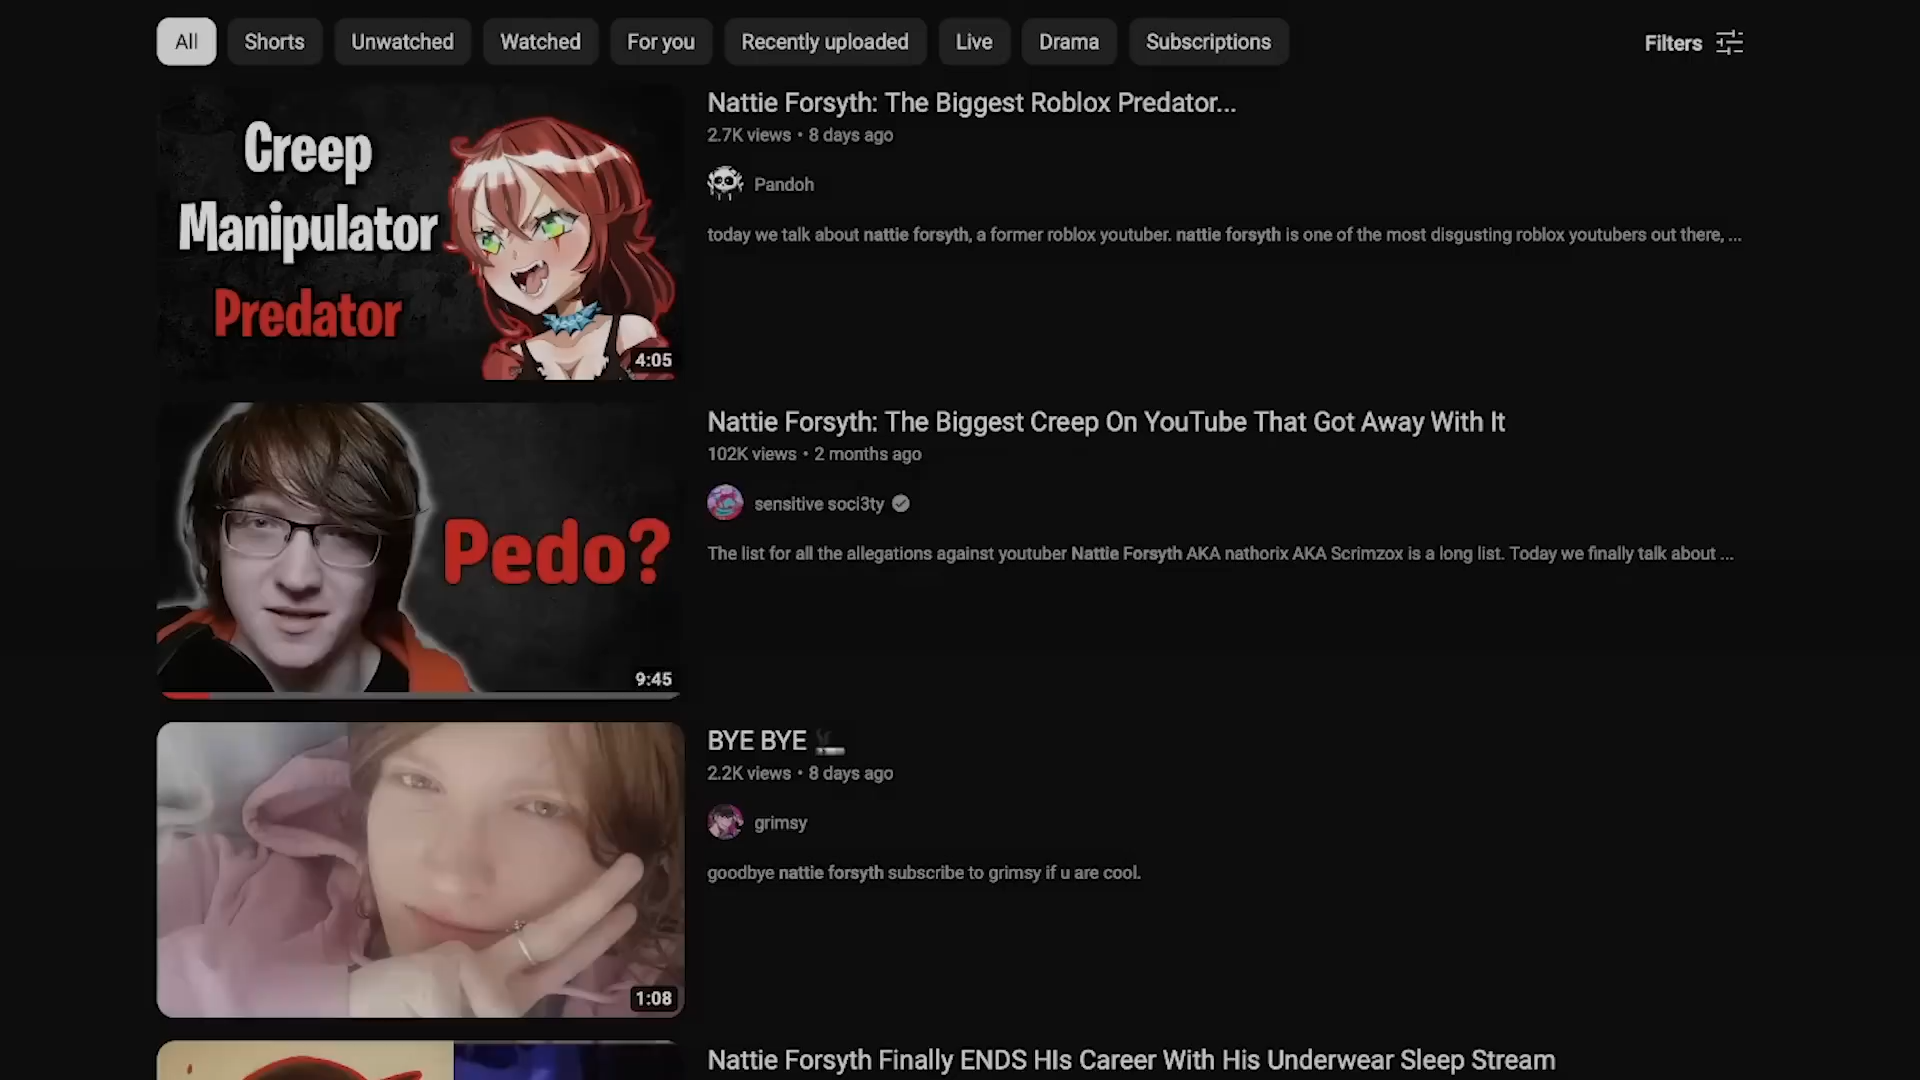 All
Shorts
Unwatched
Watched
For you
Recently uploaded
Live
Drama
Subscriptions
Filters
Creep
Manipulator
Predator
4:05
Nattie Forsyth: The Biggest Roblox Predator...
2.7K views • 8 days ago
Pandoh
today we talk about nattie forsyth, a former roblox youtuber. nattie forsyth is one of the most disgusting roblox youtubers out there, ...
Pedo?
9:45
Nattie Forsyth: The Biggest Creep On YouTube That Got Away With It
102K views • 2 months ago
sensitive soci3ty
The list for all the allegations against youtuber Nattie Forsyth AKA nathorix AKA Scrimzox is a long list. Today we finally talk about ...
1:08
BYE BYE
2.2K views • 8 days ago
grimsy
goodbye nattie forsyth subscribe to grimsy if u are cool.
Nattie Forsyth Finally ENDS HIs Career With His Underwear Sleep Stream